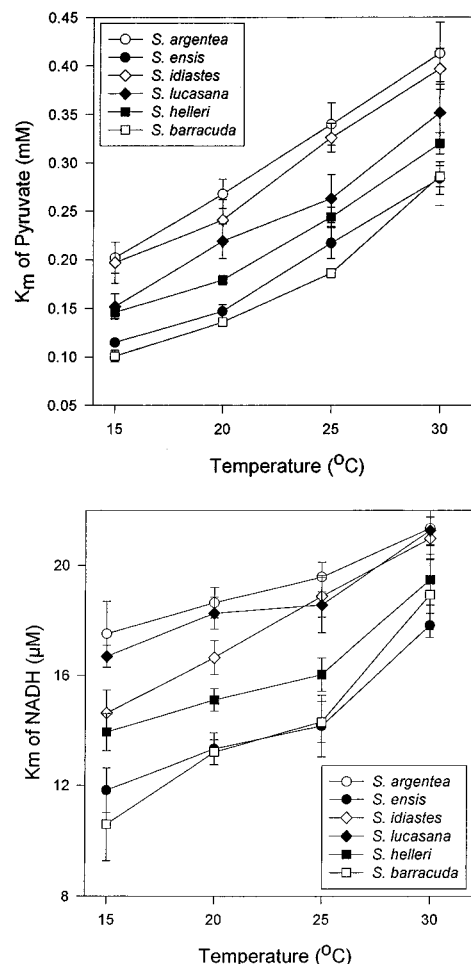 S. argentea
S. ensis
S. idiastes
S. lucasana
S. helleri
S. barracuda
0.45
0.40
0.35
0.30
0.25
0.20
0.15
0.10
0.05
Km of Pyruvate (mM)
15 20 25 30
Temperature (ºC)
20
16
12
8
Km of NADH (µM)
S. argentea
S. ensis
S. idiastes
S. lucasana
S. helleri
S. barracuda
15 20 25 30
Temperature (ºC)